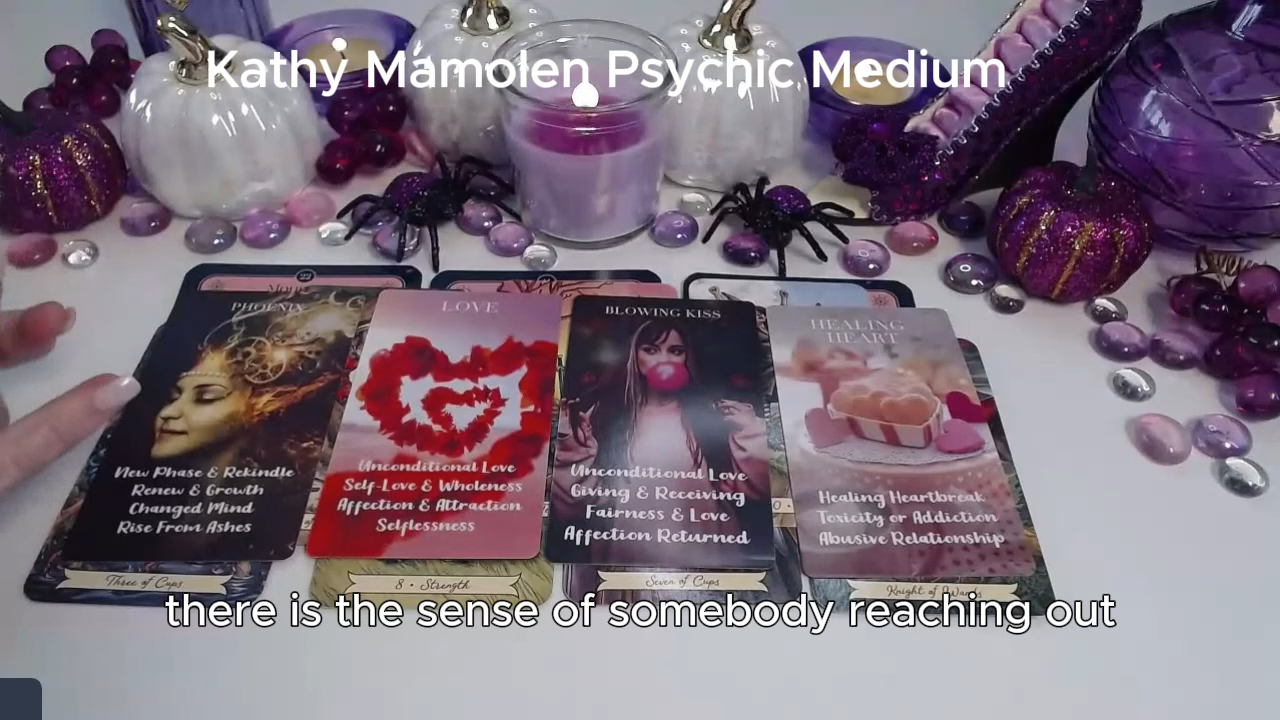 Kathy Mamolen Psychic Medium
PHOENIX
New Phase & Rekindle
Renew & Growth
Changed Mind
Rise From Ashes
LOVE
Unconditional Love
Self-Love & Wholeness
Affection & Attraction
Selflessness
BLOWING KISS
Unconditional Love
Giving & Receiving
Fairness & Love
Affection Returned
HEALING
HEART
Healing Heartbreak
Toxicity or Addiction
Abusive Relationship
Three of Cups
8 • Strength
Seven of Cups
Knight of Wands
there is the sense of somebody reaching out